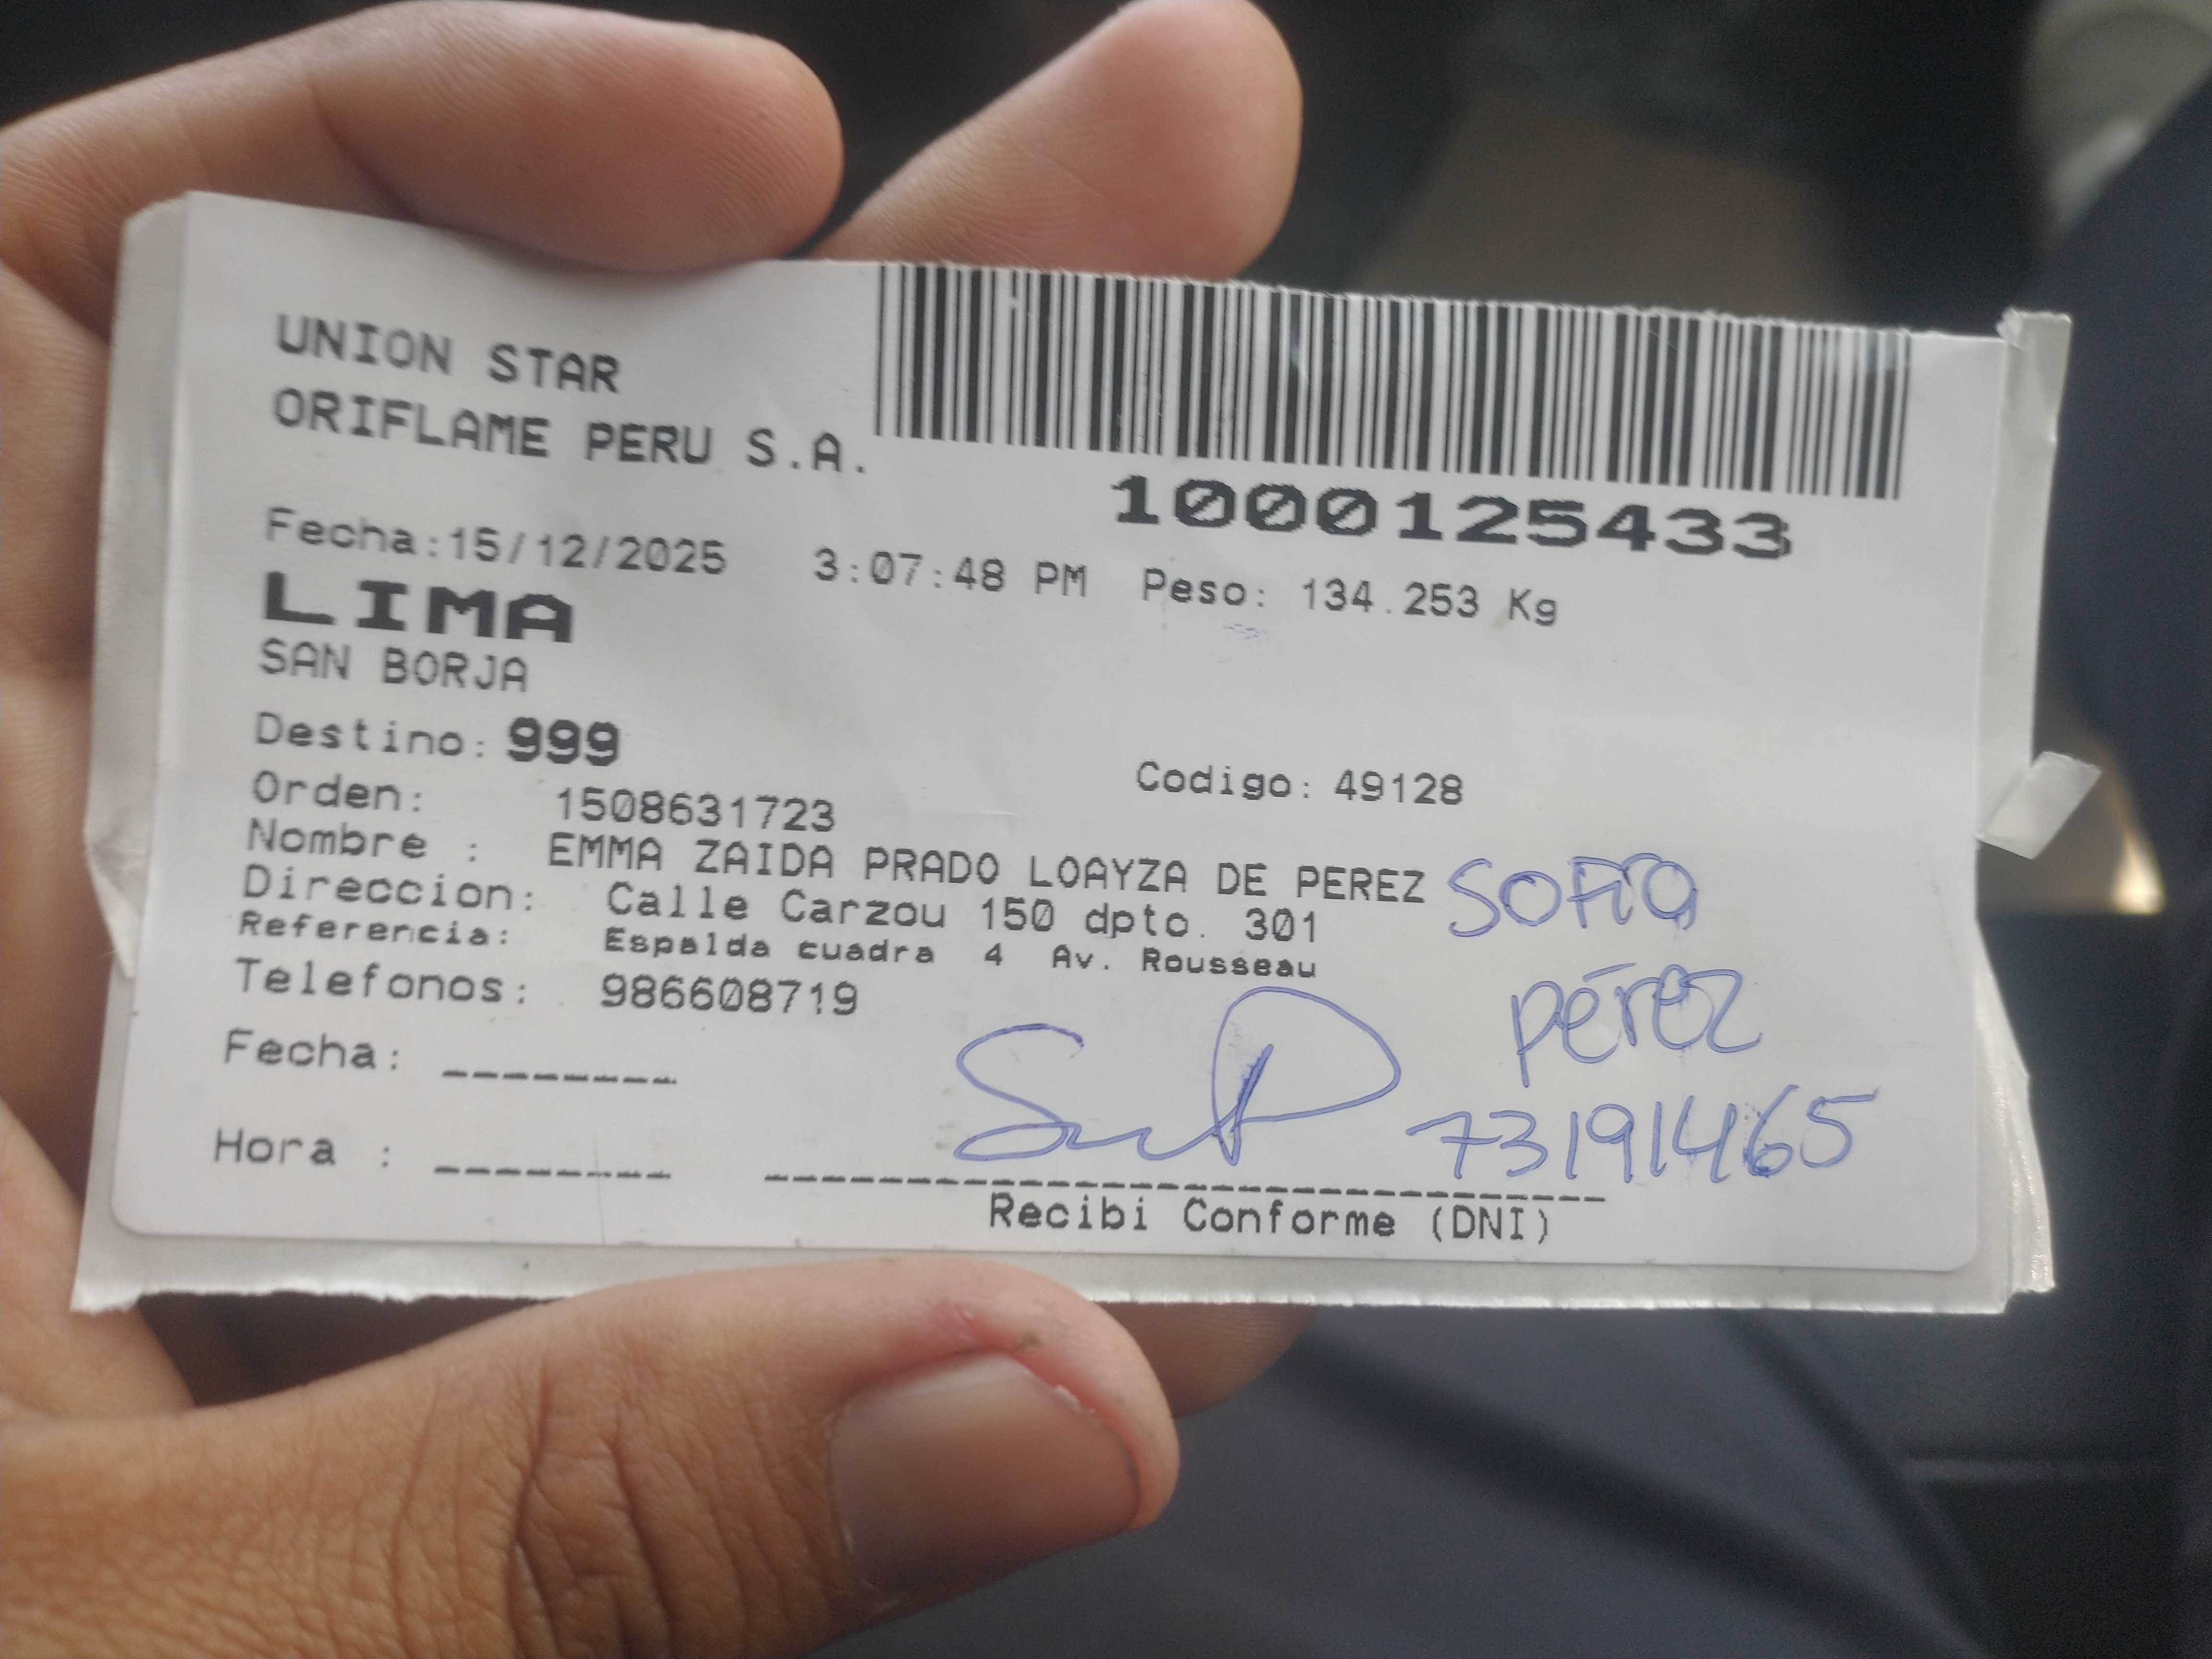 UNION STAR
ORIFLAME PERU S.A.
1000125433
Fecha:15/12/2025 3:07:48 PM Peso: 134.253 Kg
LIMA
SAN BORJA
Destino: 999
Codigo: 49128
Orden: 1508631723
Nombre : EMMA ZAIDA PRADO LOAYZA DE PEREZ SOFÍA
Direccion: Calle Carzou 150 dpto. 301
Referencia: Espalda cuadra 4 Av. Rousseau
Telefonos: 986608719
PÉREZ
Fecha: --------
73191465
Hora : --------
Recibi Conforme (DNI)